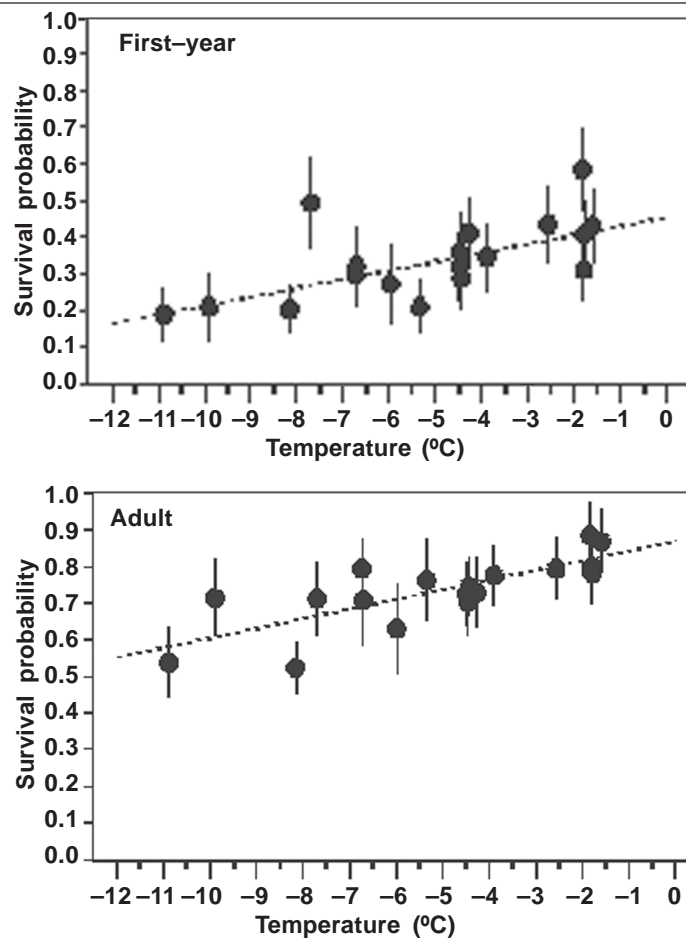 First–year
Survival probability
1.0
0.9
0.8
0.7
0.6
0.5
0.4
0.3
0.2
0.1
0.0
–12 –11 –10 –9 –8 –7 –6 –5 –4 –3 –2 –1 0
Temperature (ºC)
Adult
Survival probability
1.0
0.9
0.8
0.7
0.6
0.5
0.4
0.3
0.2
0.1
0.0
–12 –11 –10 –9 –8 –7 –6 –5 –4 –3 –2 –1 0
Temperature (ºC)